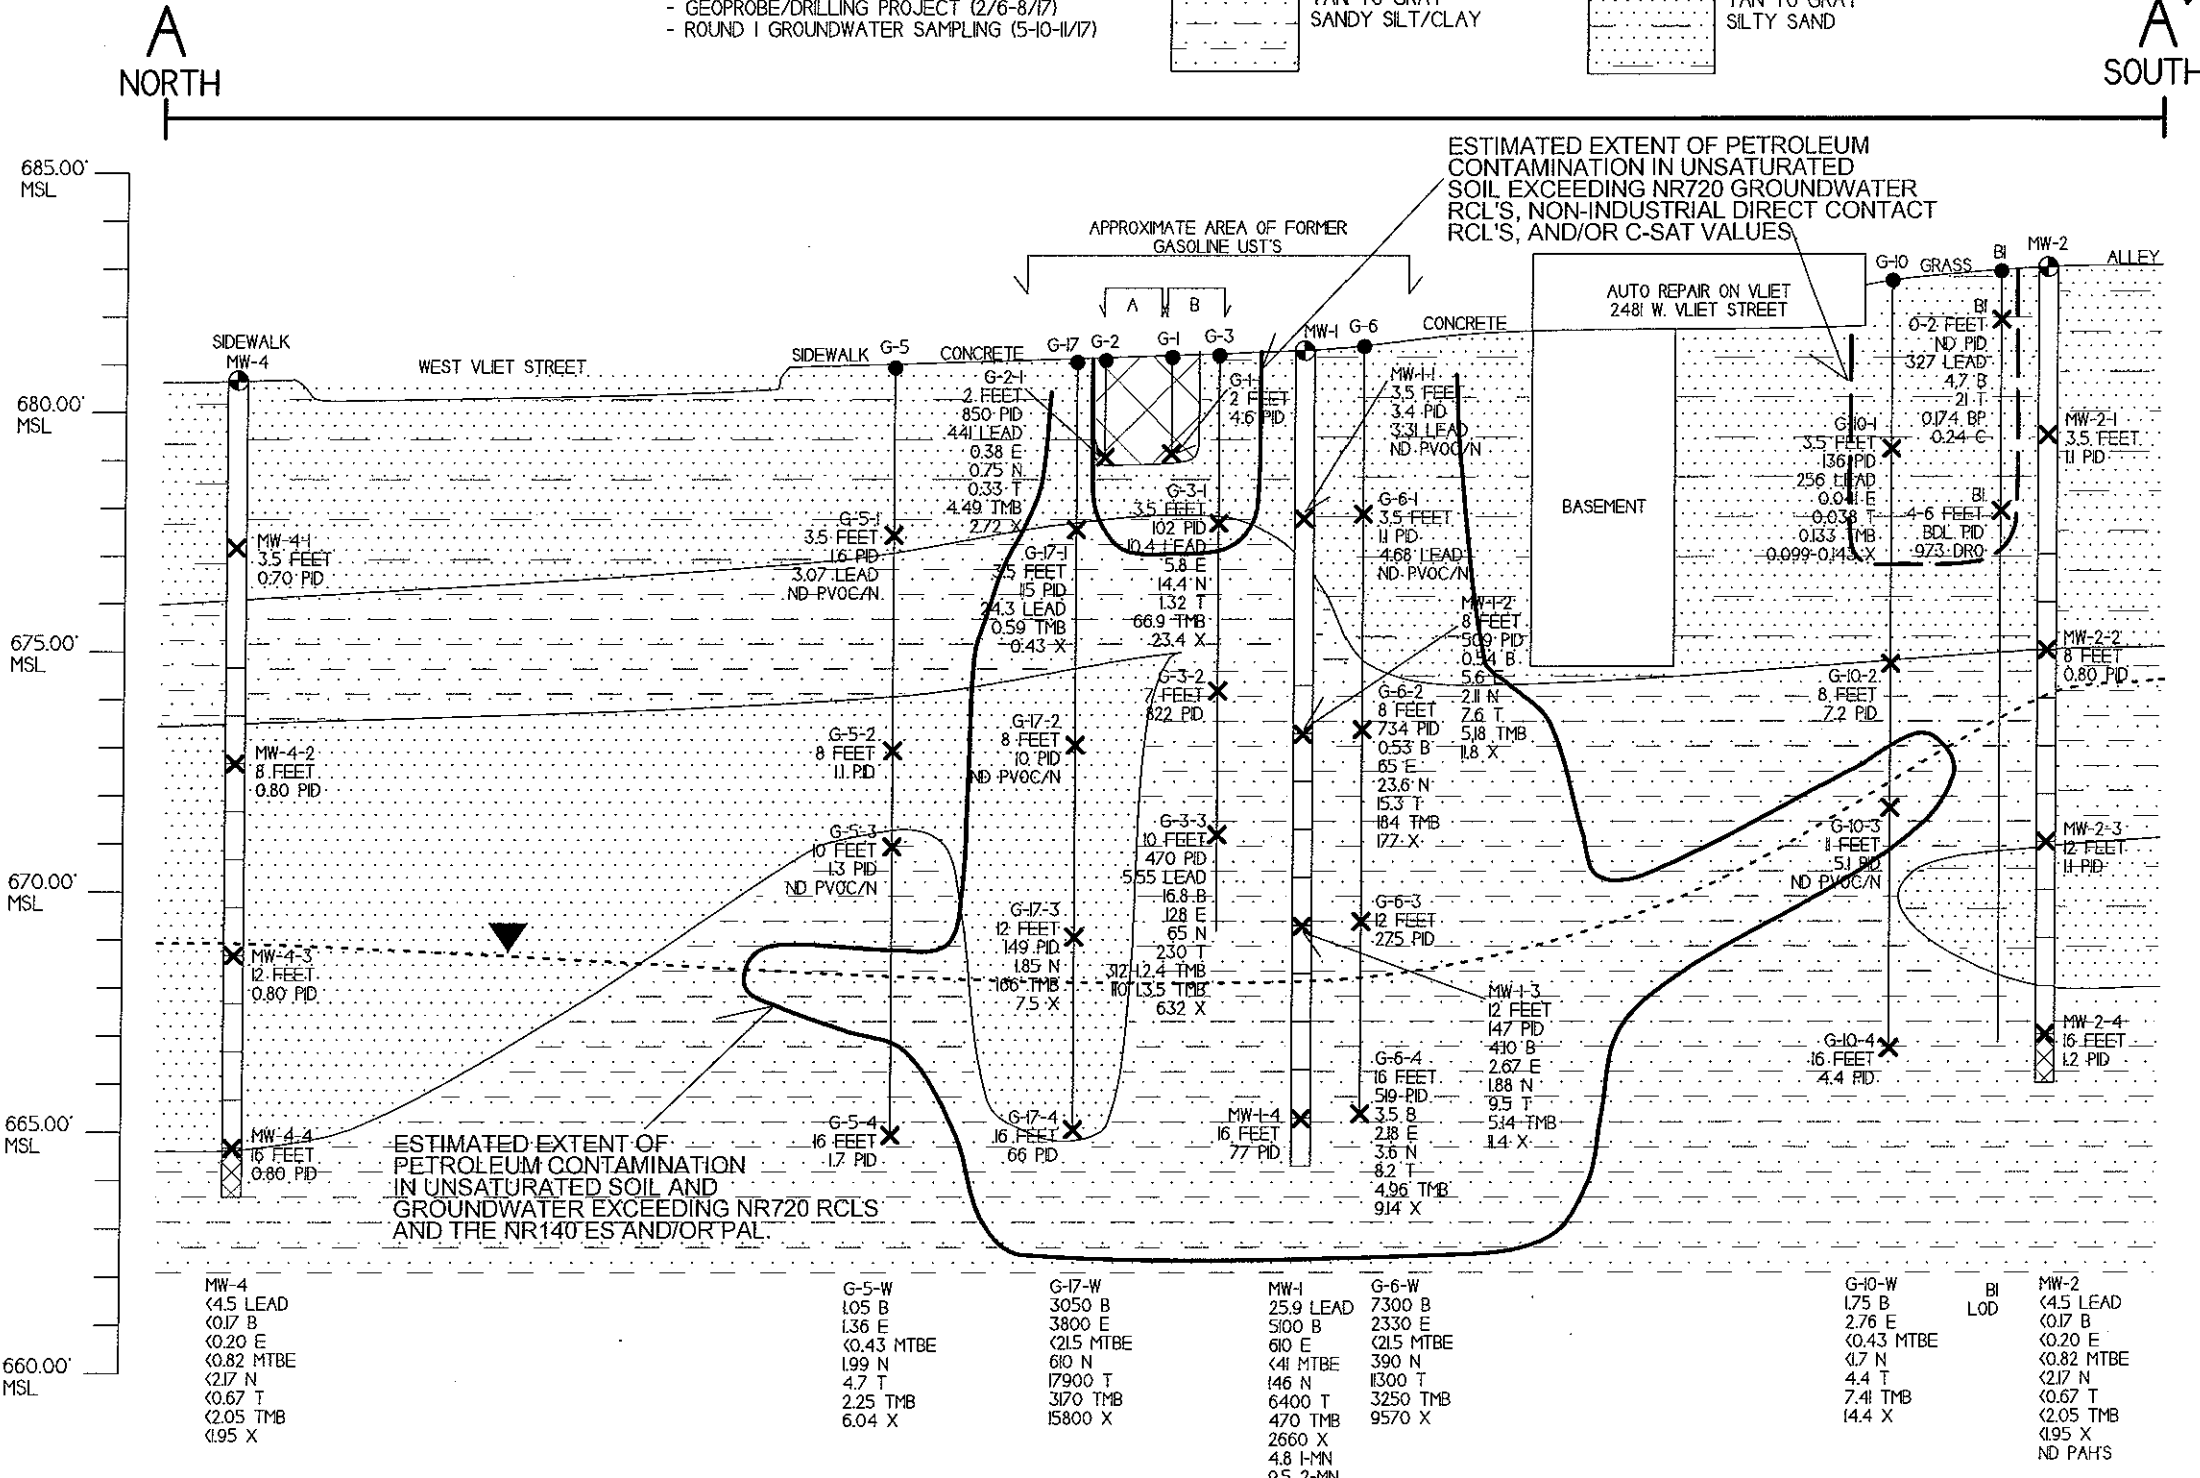 - GEOPROBE/DRILLING PROJECT (2/6-8/17)
- ROUND 1 GROUNDWATER SAMPLING (5-10-11/17)
SANDY SILT/CLAY
SILTY SAND
A
NORTH
A'
SOUTH
685.00'
MSL
680.00'
MSL
675.00'
MSL
670.00'
MSL
665.00'
MSL
660.00'
MSL
ESTIMATED EXTENT OF PETROLEUM
CONTAMINATION IN UNSATURATED
SOIL EXCEEDING NR720 GROUNDWATER
RCL'S, NON-INDUSTRIAL DIRECT CONTACT
RCL'S, AND/OR C-SAT VALUES
APPROXIMATE AREA OF FORMER
GASOLINE UST'S
A
B
SIDEWALK
MW-4
WEST VLIET STREET
SIDEWALK
G-5
CONCRETE
G-17
G-2
G-1
G-3
MW-1
G-6
CONCRETE
AUTO REPAIR ON VLIET
2481 W. VLIET STREET
BASEMENT
G-10
GRASS
B1
MW-2
ALLEY
MW-4-1
3.5 FEET
0.70 PID
MW-4-2
8 FEET
0.80 PID
MW-4-3
12 FEET
0.80 PID
MW-4-4
16 FEET
0.80 PID
G-5-1
3.5 FEET
1.6 PID
3.07 LEAD
ND PVOC/N
G-5-2
8 FEET
1.1 PID
G-5-3
10 FEET
1.3 PID
ND PVOC/N
G-5-4
16 FEET
1.7 PID
G-2-1
2 FEET
850 PID
441 LEAD
0.38 E
0.75 N
0.33 T
4.49 TMB
2.72 X
G-17-1
3.5 FEET
115 PID
24.3 LEAD
0.59 TMB
0.43 X
G-17-2
8 FEET
10 PID
ND PVOC/N
G-17-3
12 FEET
149 PID
1.85 N
166 TMB
7.5 X
G-17-4
16 FEET
66 PID
G-1-1
2 FEET
4.6 PID
G-3-1
3.5 FEET
102 PID
10.4 LEAD
5.8 E
14.4 N
1.32 T
66.9 TMB
23.4 X
G-3-2
7 FEET
822 PID
G-3-3
10 FEET
470 PID
5.55 LEAD
16.8 B
128 E
65 N
230 T
312 1,2,4 TMB
110 1,3,5 TMB
632 X
MW-1-1
3.5 FEET
3.4 PID
3.31 LEAD
ND PVOC/N
G-6-1
3.5 FEET
11 PID
4.68 LEAD
ND PVOC/N
MW-1-2
8 FEET
509 PID
0.54 B
5.6 E
2.11 N
7.6 T
5.18 TMB
11.8 X
G-6-2
8 FEET
734 PID
0.53 B
65 E
23.6 N
15.3 T
184 TMB
177 X
G-6-3
12 FEET
275 PID
MW-1-3
12 FEET
147 PID
4.10 B
2.67 E
1.88 N
9.5 T
5.14 TMB
11.4 X
G-6-4
16 FEET
519 PID
3.5 B
2.18 E
3.6 N
8.2 T
4.96 TMB
9.14 X
MW-1-4
16 FEET
77 PID
G-10-1
3.5 FEET
136 PID
256 LEAD
0.041 E
0.038 T
0.133 TMB
0.099-0.143 X
G-10-2
8 FEET
7.2 PID
G-10-3
11 FEET
5.1 PID
ND PVOC/N
G-10-4
16 FEET
4.4 PID
B1
0-2 FEET
ND PID
327 LEAD
4.7 B
21 T
0.174 BP
0.24 C
B1
4-6 FEET
BDL PID
973 DRO
MW-2-1
3.5 FEET
1.1 PID
MW-2-2
8 FEET
0.80 PID
MW-2-3
12 FEET
1.1 PID
MW-2-4
16 FEET
1.2 PID
ESTIMATED EXTENT OF
PETROLEUM CONTAMINATION
IN UNSATURATED SOIL AND
GROUNDWATER EXCEEDING NR720 RCLS
AND THE NR140 ES AND/OR PAL.
MW-4
<4.5 LEAD
<0.17 B
<0.20 E
<0.82 MTBE
<2.17 N
<0.67 T
<2.05 TMB
<1.95 X
G-5-W
1.05 B
1.36 E
<0.43 MTBE
1.99 N
4.7 T
2.25 TMB
6.04 X
G-17-W
3050 B
3800 E
<21.5 MTBE
610 N
17900 T
3170 TMB
15800 X
MW-1
25.9 LEAD
5100 B
610 E
<41 MTBE
146 N
6400 T
470 TMB
2660 X
4.8 1-MN
9.5 2-MN
G-6-W
7300 B
2330 E
<21.5 MTBE
390 N
11300 T
3250 TMB
9570 X
G-10-W
1.75 B
2.76 E
<0.43 MTBE
<1.7 N
4.4 T
7.41 TMB
14.4 X
B1
LOD
MW-2
<4.5 LEAD
<0.17 B
<0.20 E
<0.82 MTBE
<2.17 N
<0.67 T
<2.05 TMB
<1.95 X
ND PAH'S